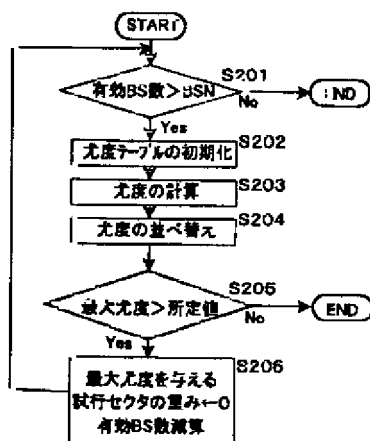 START
有効BS数>BSN
S201
No
END
Yes
尤度テーブルの初期化
S202
尤度の計算
S203
尤度の並べ替え
S204
最大尤度>所定値
S205
No
END
Yes
最大尤度を与える
試行セクタの重み←0
有効BS数減算
S206